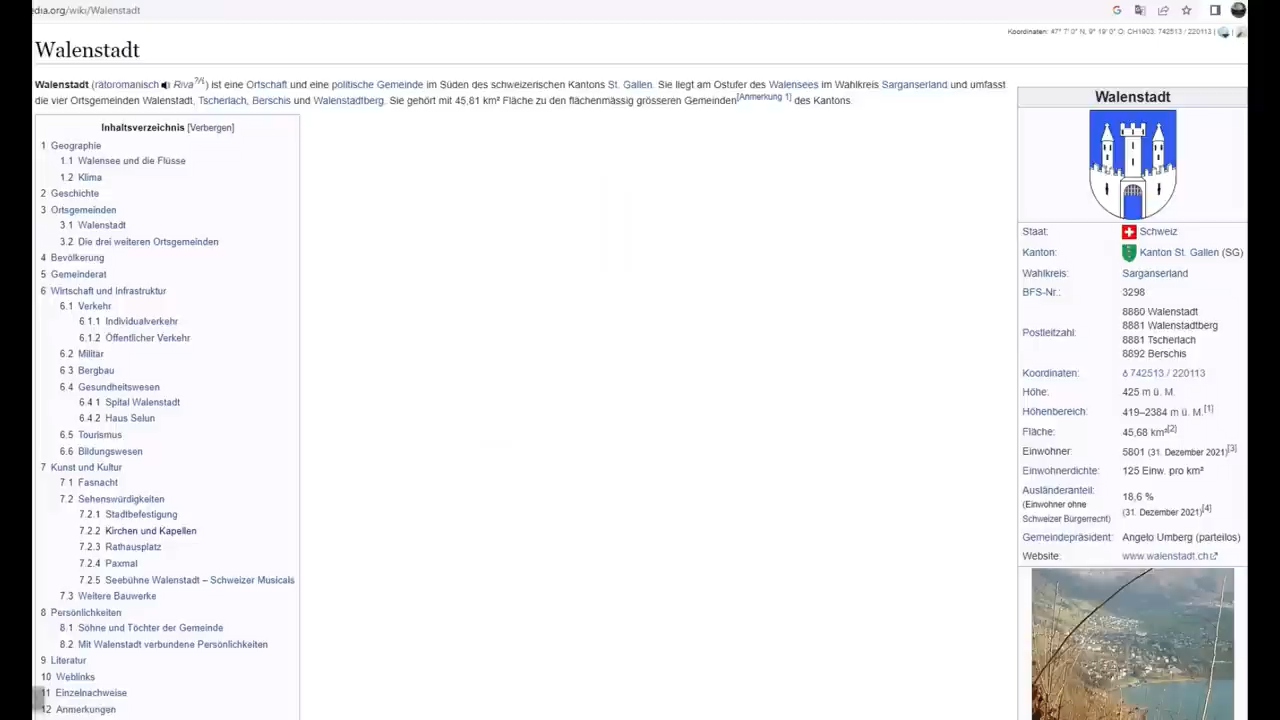 edia.org/wiki/Walenstadt
Koordinaten: 47° 7′ 0″ N, 9° 19′ 0″ O; CH1903: 742513 / 220113
Walenstadt
Walenstadt (rätoromanisch Riva?/i) ist eine Ortschaft und eine politische Gemeinde im Süden des schweizerischen Kantons St. Gallen. Sie liegt am Ostufer des Walensees im Wahlkreis Sarganserland und umfasst
die vier Ortsgemeinden Walenstadt, Tscherlach, Berschis und Walenstadtberg. Sie gehört mit 45,81 km² Fläche zu den flächenmässig grösseren Gemeinden[Anmerkung 1] des Kantons.
Inhaltsverzeichnis [Verbergen]
1 Geographie
1.1 Walensee und die Flüsse
1.2 Klima
2 Geschichte
3 Ortsgemeinden
3.1 Walenstadt
3.2 Die drei weiteren Ortsgemeinden
4 Bevölkerung
5 Gemeinderat
6 Wirtschaft und Infrastruktur
6.1 Verkehr
6.1.1 Individualverkehr
6.1.2 Öffentlicher Verkehr
6.2 Militär
6.3 Bergbau
6.4 Gesundheitswesen
6.4.1 Spital Walenstadt
6.4.2 Haus Selun
6.5 Tourismus
6.6 Bildungswesen
7 Kunst und Kultur
7.1 Fasnacht
7.2 Sehenswürdigkeiten
7.2.1 Stadtbefestigung
7.2.2 Kirchen und Kapellen
7.2.3 Rathausplatz
7.2.4 Paxmal
7.2.5 Seebühne Walenstadt – Schweizer Musicals
7.3 Weitere Bauwerke
8 Persönlichkeiten
8.1 Söhne und Töchter der Gemeinde
8.2 Mit Walenstadt verbundene Persönlichkeiten
9 Literatur
10 Weblinks
11 Einzelnachweise
12 Anmerkungen
Walenstadt
Staat: Schweiz
Kanton: Kanton St. Gallen (SG)
Wahlkreis: Sarganserland
BFS-Nr.: 3298
Postleitzahl: 8880 Walenstadt
8881 Walenstadtberg
8881 Tscherlach
8892 Berschis
Koordinaten: 742513 / 220113
Höhe: 425 m ü. M.
Höhenbereich: 419–2384 m ü. M.[1]
Fläche: 45,68 km²[2]
Einwohner: 5801 (31. Dezember 2021)[3]
Einwohnerdichte: 125 Einw. pro km²
Ausländeranteil: 18,6 %
(Einwohner ohne
Schweizer Bürgerrecht) (31. Dezember 2021)[4]
Gemeindepräsident: Angelo Umberg (parteilos)
Website: www.walenstadt.ch